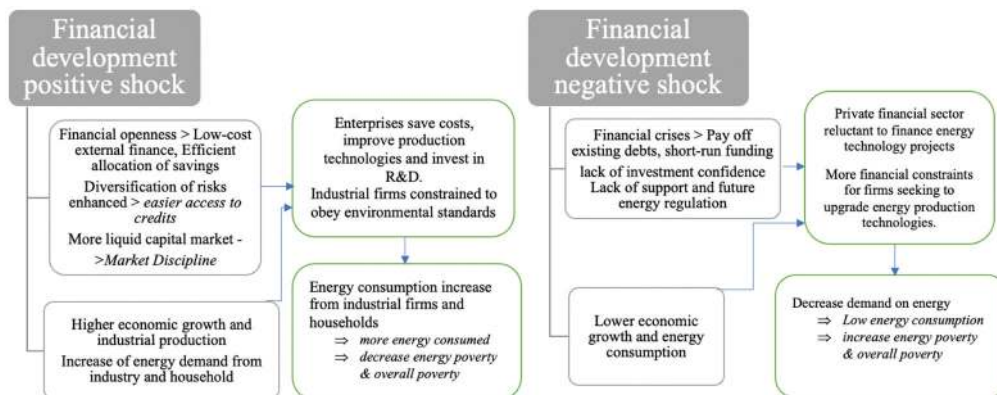 Financial
development
positive shock
Financial openness > Low-cost
external finance, Efficient
allocation of savings
Diversification of risks
enhanced > easier access to
credits
More liquid capital market -
>Market Discipline
Higher economic growth and
industrial production
Increase of energy demand from
industry and household
Enterprises save costs,
improve production
technologies and invest in
R&D.
Industrial firms constrained to
obey environmental standards
Energy consumption increase
from industrial firms and
households
⇒ more energy consumed
⇒ decrease energy poverty
& overall poverty
Financial
development
negative shock
Financial crises > Pay off
existing debts, short-run funding
lack of investment confidence
Lack of support and future
energy regulation
Lower economic
growth and energy
consumption
Private financial sector
reluctant to finance energy
technology projects
More financial constraints
for firms seeking to
upgrade energy production
technologies.
Decrease demand on energy
⇒ Low energy consumption
⇒ increase energy poverty
& overall poverty